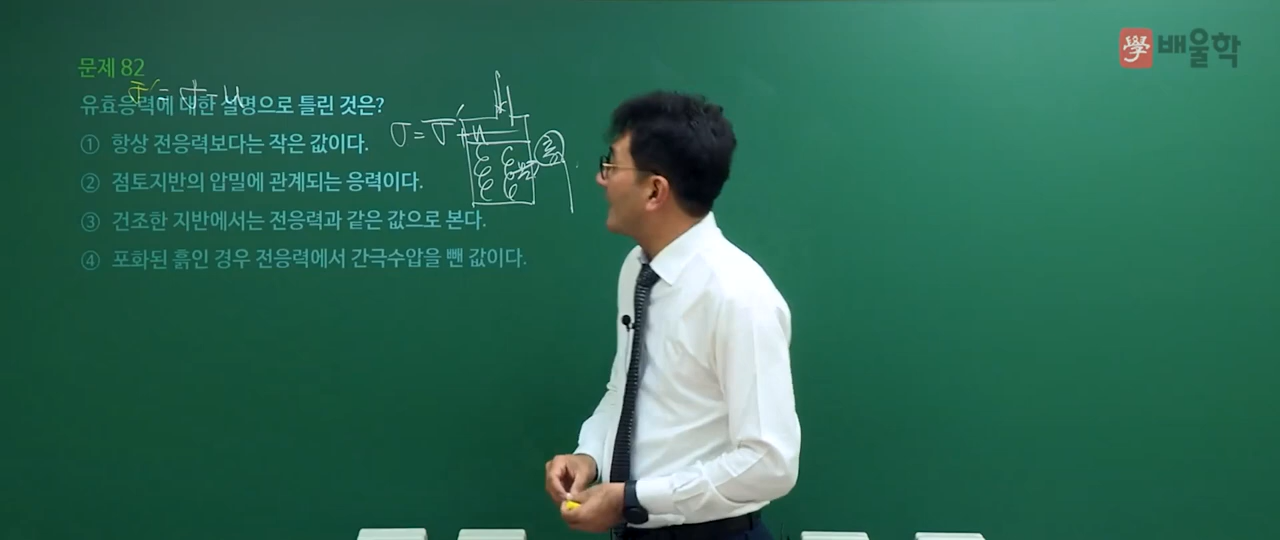 學 배울학
문제 82
σ' = σ - u
유효응력에 대한 설명으로 틀린 것은?
σ = σ' + u
① 항상 전응력보다는 작은 값이다.
② 점토지반의 압밀에 관계되는 응력이다.
③ 건조한 지반에서는 전응력과 같은 값으로 본다.
④ 포화된 흙인 경우 전응력에서 간극수압을 뺀 값이다.